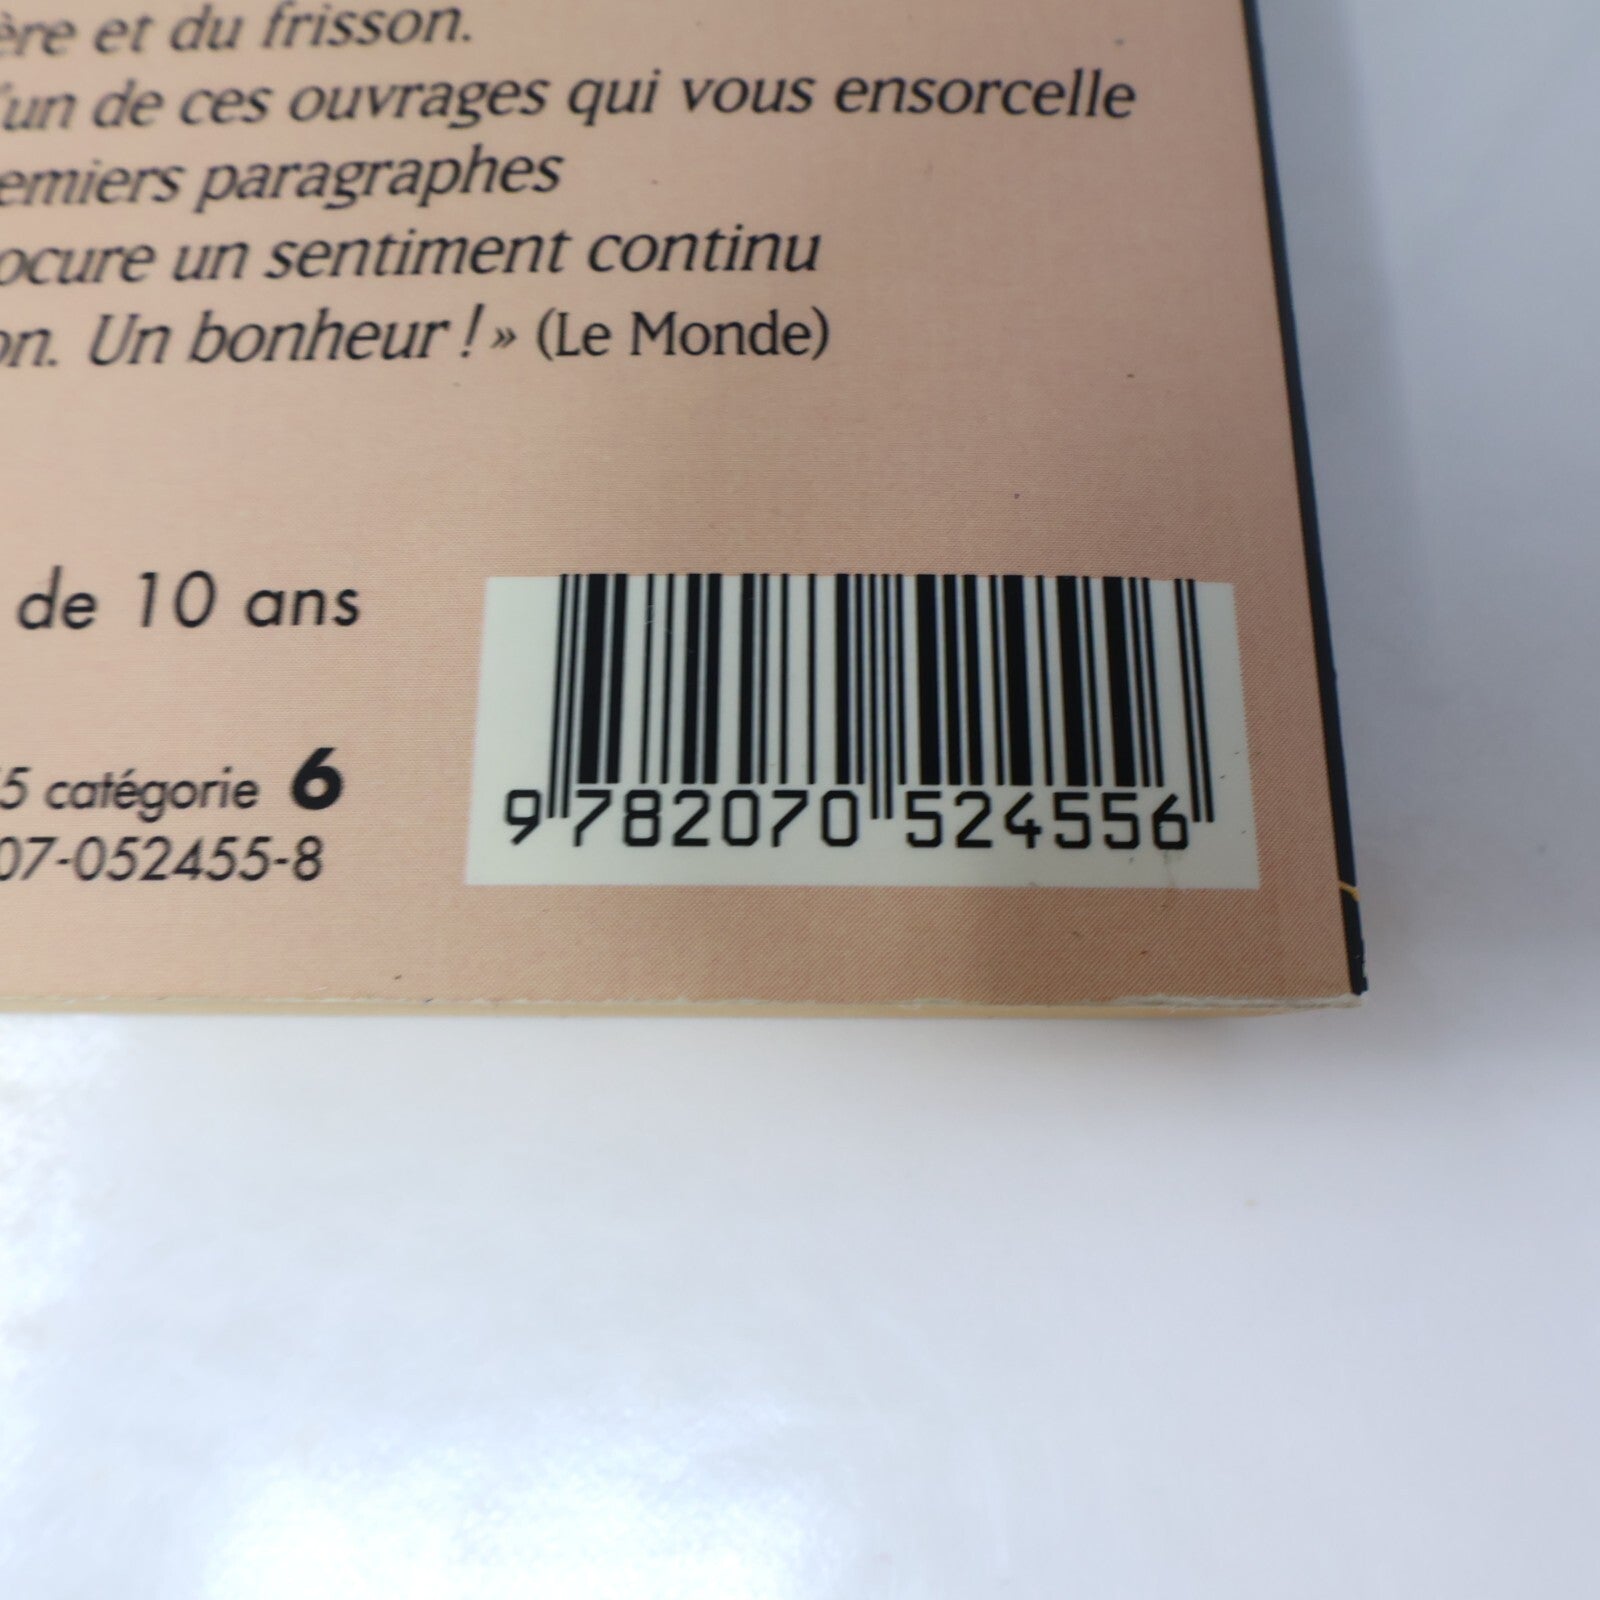 ère et du frisson.
'un de ces ouvrages qui vous ensorcelle
emiers paragraphes
ocure un sentiment continu
on. Un bonheur ! » (Le Monde)
de 10 ans
5 catégorie 6
07-052455-8
9 782070 524556